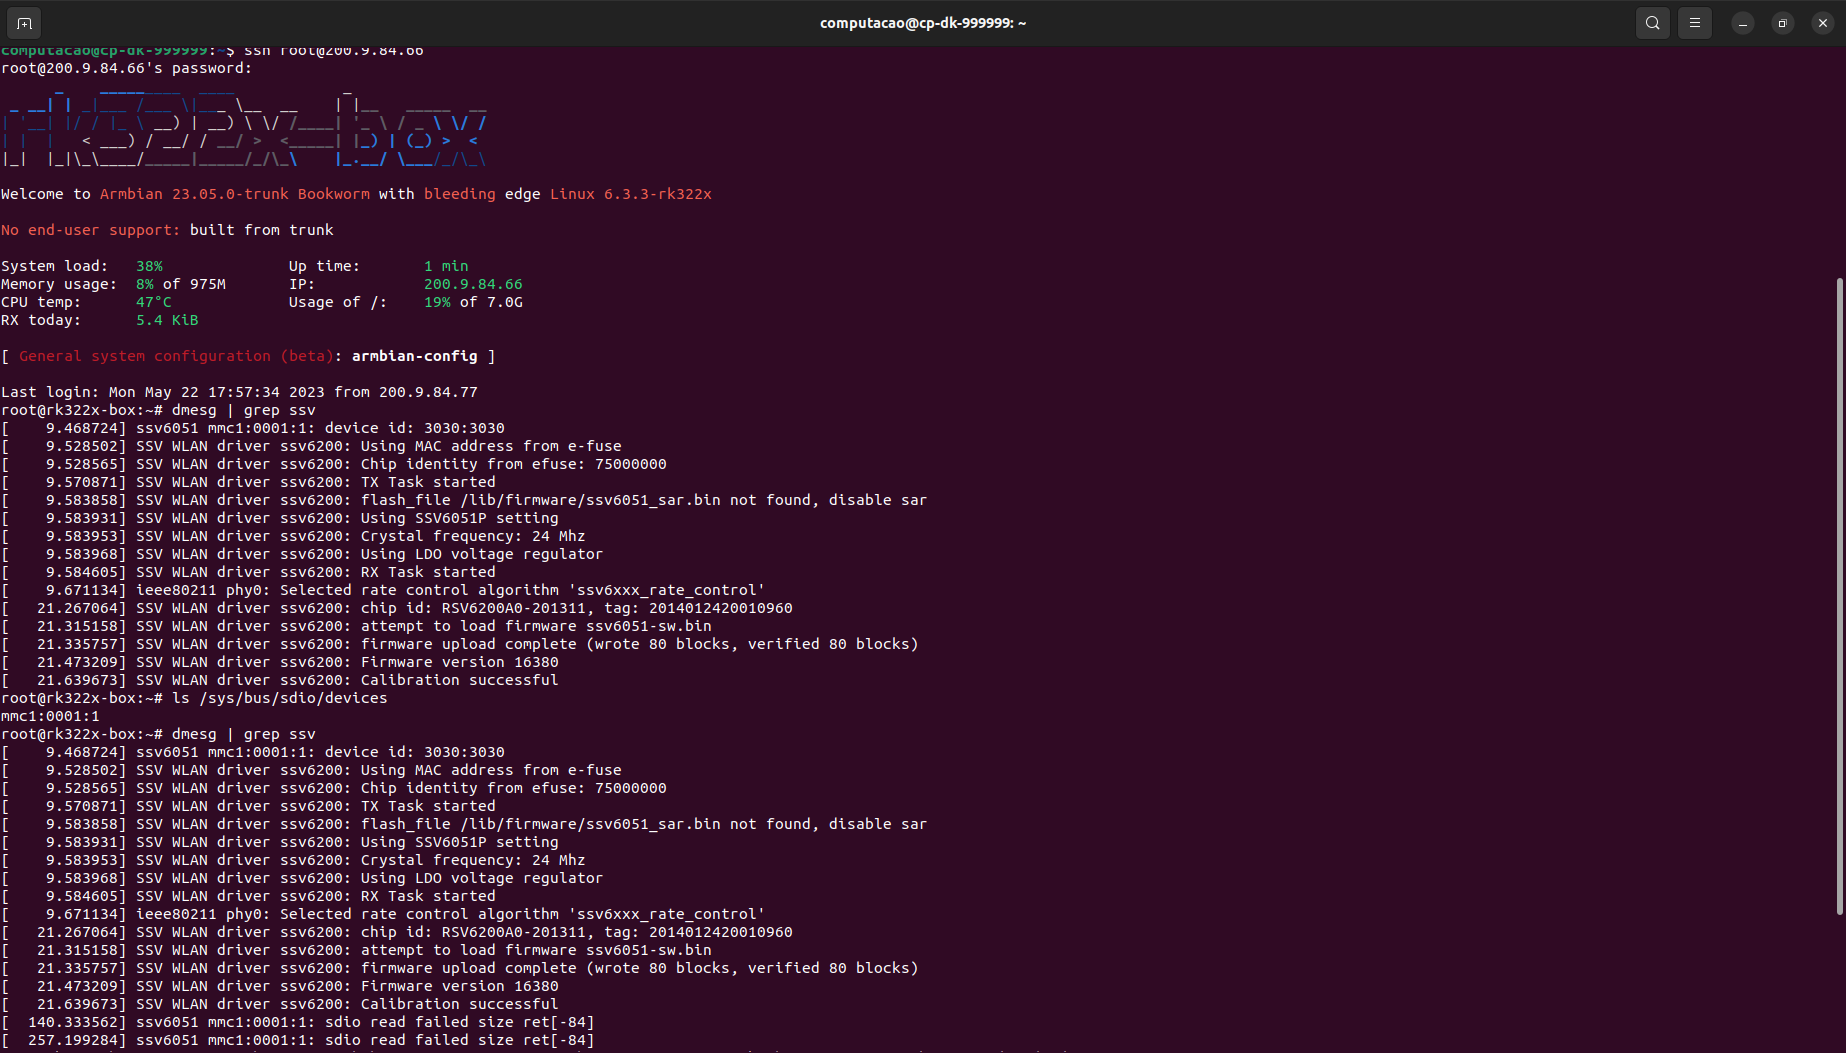 computacao@cp-dk-999999: ~
computacao@cp-dk-999999:~$ ssh root@200.9.84.66
root@200.9.84.66's password:
rk322x-box
Welcome to Armbian 23.05.0-trunk Bookworm with bleeding edge Linux 6.3.3-rk322x
No end-user support: built from trunk
System load:   38%              Up time:       1 min
Memory usage:  8% of 975M       IP:            200.9.84.66
CPU temp:      47°C             Usage of /:    19% of 7.0G
RX today:      5.4 KiB
[ General system configuration (beta): armbian-config ]
Last login: Mon May 22 17:57:34 2023 from 200.9.84.77
root@rk322x-box:~# dmesg | grep ssv
[    9.468724] ssv6051 mmc1:0001:1: device id: 3030:3030
[    9.528502] SSV WLAN driver ssv6200: Using MAC address from e-fuse
[    9.528565] SSV WLAN driver ssv6200: Chip identity from efuse: 75000000
[    9.570871] SSV WLAN driver ssv6200: TX Task started
[    9.583858] SSV WLAN driver ssv6200: flash_file /lib/firmware/ssv6051_sar.bin not found, disable sar
[    9.583931] SSV WLAN driver ssv6200: Using SSV6051P setting
[    9.583953] SSV WLAN driver ssv6200: Crystal frequency: 24 Mhz
[    9.583968] SSV WLAN driver ssv6200: Using LDO voltage regulator
[    9.584605] SSV WLAN driver ssv6200: RX Task started
[    9.671134] ieee80211 phy0: Selected rate control algorithm 'ssv6xxx_rate_control'
[   21.267064] SSV WLAN driver ssv6200: chip id: RSV6200A0-201311, tag: 2014012420010960
[   21.315158] SSV WLAN driver ssv6200: attempt to load firmware ssv6051-sw.bin
[   21.335757] SSV WLAN driver ssv6200: firmware upload complete (wrote 80 blocks, verified 80 blocks)
[   21.473209] SSV WLAN driver ssv6200: Firmware version 16380
[   21.639673] SSV WLAN driver ssv6200: Calibration successful
root@rk322x-box:~# ls /sys/bus/sdio/devices
mmc1:0001:1
root@rk322x-box:~# dmesg | grep ssv
[    9.468724] ssv6051 mmc1:0001:1: device id: 3030:3030
[    9.528502] SSV WLAN driver ssv6200: Using MAC address from e-fuse
[    9.528565] SSV WLAN driver ssv6200: Chip identity from efuse: 75000000
[    9.570871] SSV WLAN driver ssv6200: TX Task started
[    9.583858] SSV WLAN driver ssv6200: flash_file /lib/firmware/ssv6051_sar.bin not found, disable sar
[    9.583931] SSV WLAN driver ssv6200: Using SSV6051P setting
[    9.583953] SSV WLAN driver ssv6200: Crystal frequency: 24 Mhz
[    9.583968] SSV WLAN driver ssv6200: Using LDO voltage regulator
[    9.584605] SSV WLAN driver ssv6200: RX Task started
[    9.671134] ieee80211 phy0: Selected rate control algorithm 'ssv6xxx_rate_control'
[   21.267064] SSV WLAN driver ssv6200: chip id: RSV6200A0-201311, tag: 2014012420010960
[   21.315158] SSV WLAN driver ssv6200: attempt to load firmware ssv6051-sw.bin
[   21.335757] SSV WLAN driver ssv6200: firmware upload complete (wrote 80 blocks, verified 80 blocks)
[   21.473209] SSV WLAN driver ssv6200: Firmware version 16380
[   21.639673] SSV WLAN driver ssv6200: Calibration successful
[  140.333562] ssv6051 mmc1:0001:1: sdio read failed size ret[-84]
[  257.199284] ssv6051 mmc1:0001:1: sdio read failed size ret[-84]